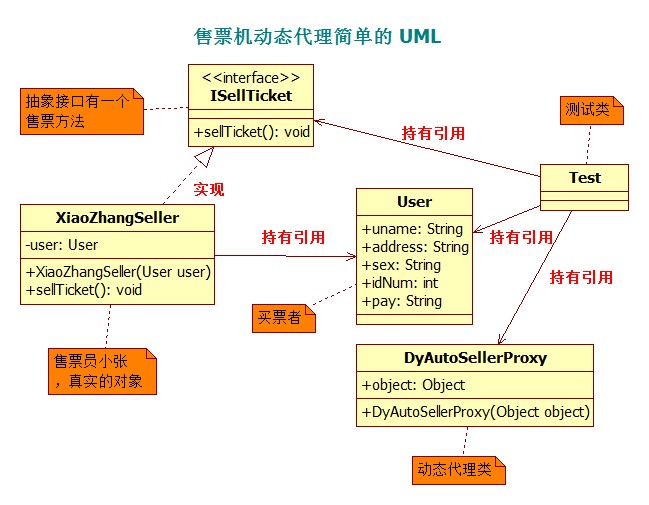 售票机动态代理简单的 UML
<<interface>>
ISellTicket
+sellTicket(): void
抽象接口有一个
售票方法
测试类
持有引用
Test
实现
XiaoZhangSeller
-user: User
+XiaoZhangSeller(User user)
+sellTicket(): void
持有引用
User
+uname: String
+address: String
+sex: String
+idNum: int
+pay: String
持有引用
持有引用
买票者
售票员小张
，真实的对象
DyAutoSellerProxy
+object: Object
+DyAutoSellerProxy(Object object)
动态代理类